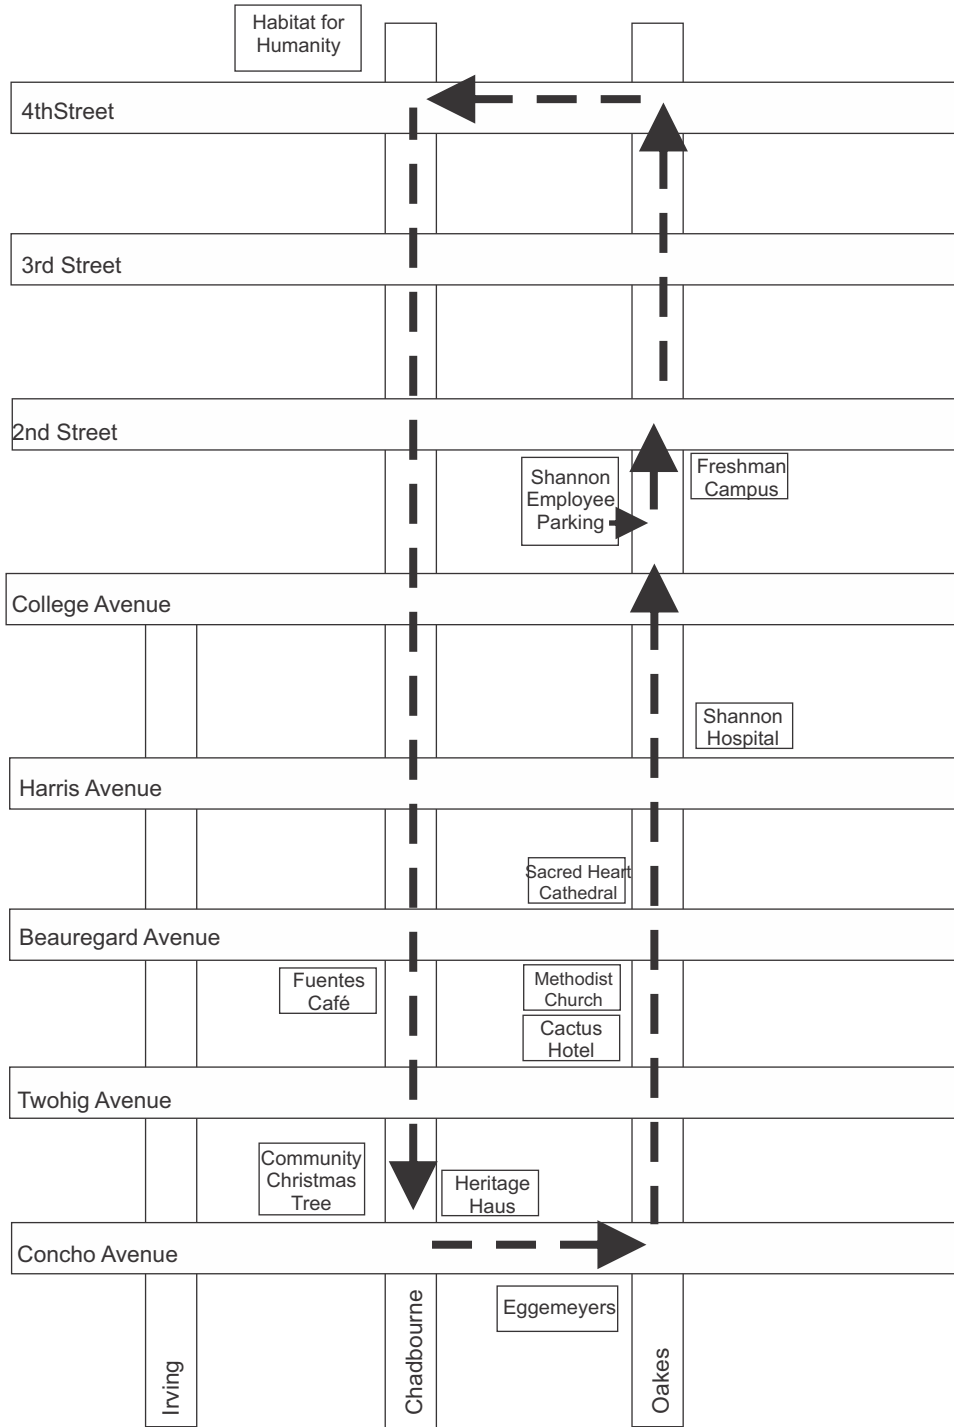 Habitat for
Humanity
4thStreet
3rd Street
2nd Street
Shannon
Employee
Parking
Freshman
Campus
College Avenue
Shannon
Hospital
Harris Avenue
Sacred Heart
Cathedral
Beauregard Avenue
Fuentes
Café
Methodist
Church
Cactus
Hotel
Twohig Avenue
Community
Christmas
Tree
Heritage
Haus
Concho Avenue
Eggemeyers
Irving
Chadbourne
Oakes